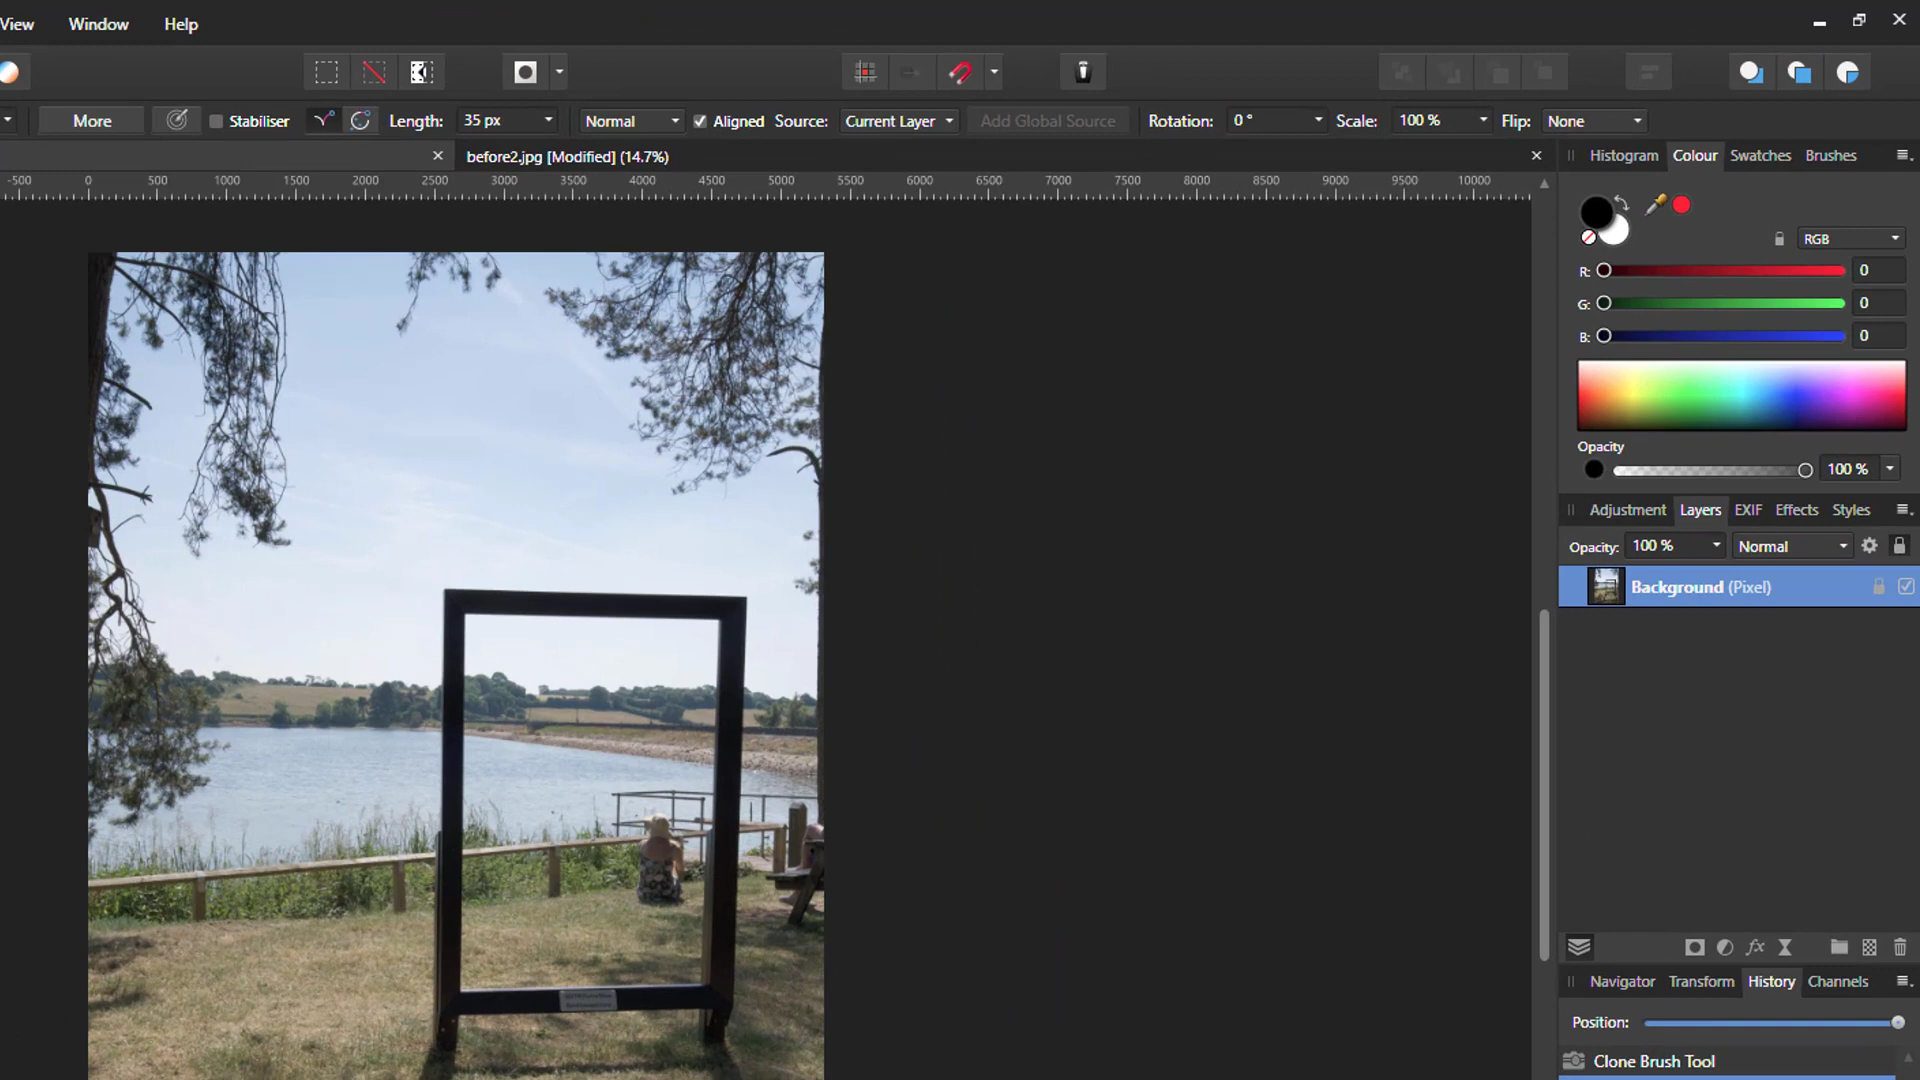 View Window Help
More Stabiliser Length: 35 px Normal Aligned Source: Current Layer Add Global Source Rotation: 0 ° Scale: 100 % Flip: None
before2.jpg [Modified] (14.7%)
Histogram Colour Swatches Brushes
-500 0 500 1000 1500 2000 2500 3000 3500 4000 4500 5000 5500 6000 6500 7000 7500 8000 8500 9000 9500 10000
RGB
R: 0
G: 0
B: 0
Opacity
100 %
Adjustment Layers EXIF Effects Styles
Opacity: 100 % Normal
Background (Pixel)
fx
Navigator Transform History Channels
Position:
Clone Brush Tool